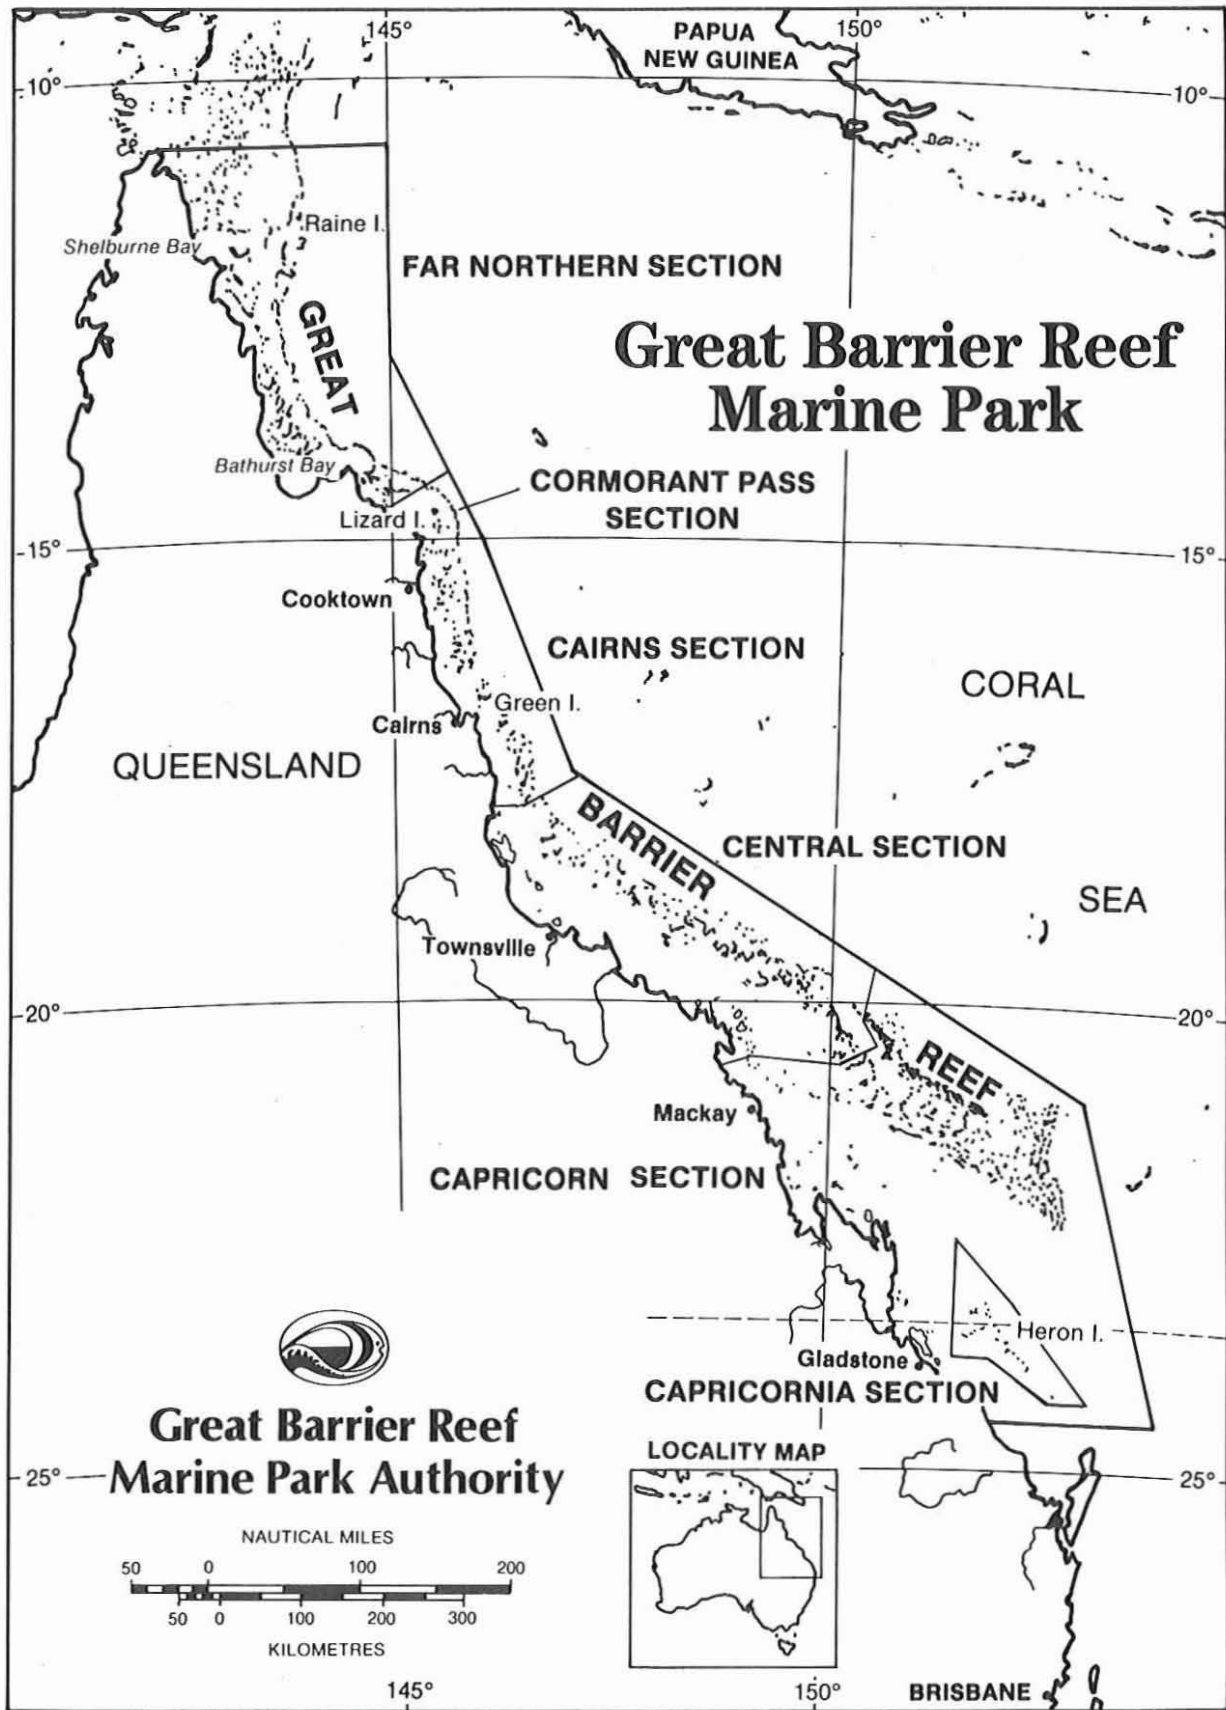 145°
150°
PAPUA
NEW GUINEA
10°
10°
Raine I.
Shelburne Bay
FAR NORTHERN SECTION
GREAT
Great Barrier Reef
Marine Park
Bathurst Bay
CORMORANT PASS
SECTION
Lizard I.
15°
15°
Cooktown
CAIRNS SECTION
CORAL
Green I.
Cairns
QUEENSLAND
BARRIER
CENTRAL SECTION
SEA
Townsville
20°
20°
REEF
Mackay
CAPRICORN SECTION
Heron I.
Gladstone
CAPRICORNIA SECTION
Great Barrier Reef
Marine Park Authority
LOCALITY MAP
25°
25°
NAUTICAL MILES
50 0 100 200
50 0 100 200 300
KILOMETRES
145°
150°
BRISBANE